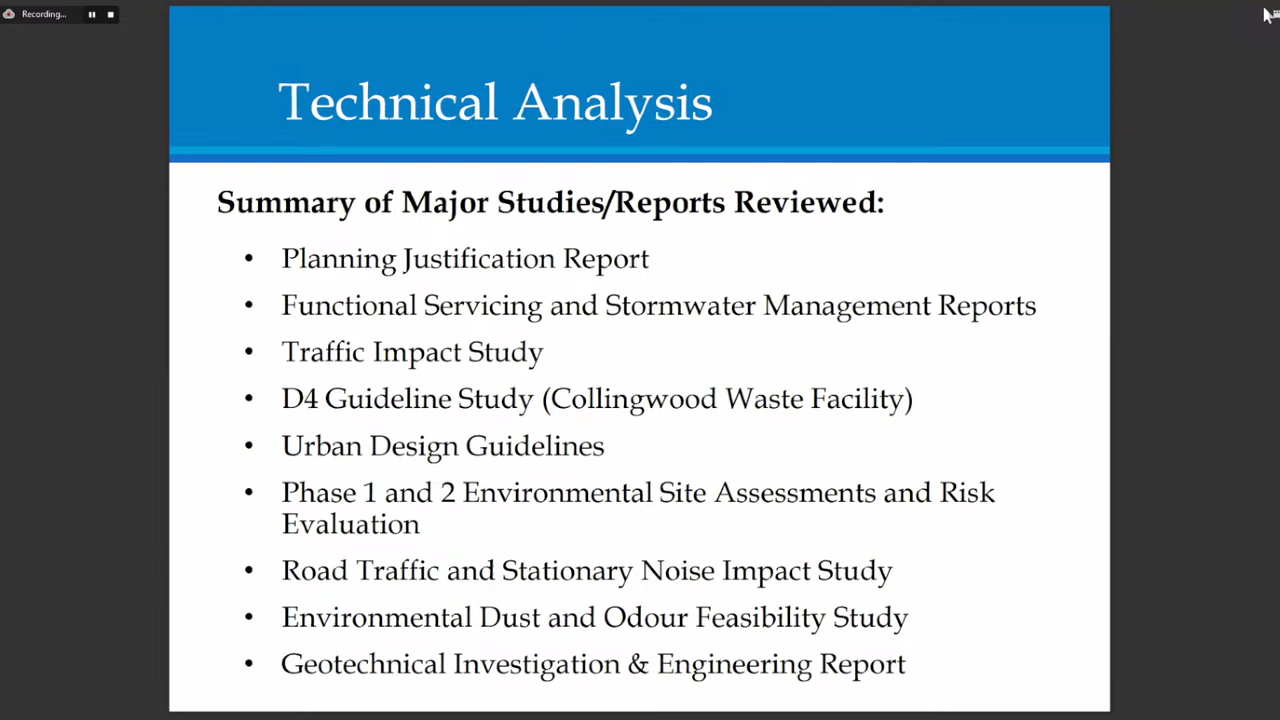 Recording...
Technical Analysis
Summary of Major Studies/Reports Reviewed:
• Planning Justification Report
• Functional Servicing and Stormwater Management Reports
• Traffic Impact Study
• D4 Guideline Study (Collingwood Waste Facility)
• Urban Design Guidelines
• Phase 1 and 2 Environmental Site Assessments and Risk
Evaluation
• Road Traffic and Stationary Noise Impact Study
• Environmental Dust and Odour Feasibility Study
• Geotechnical Investigation & Engineering Report